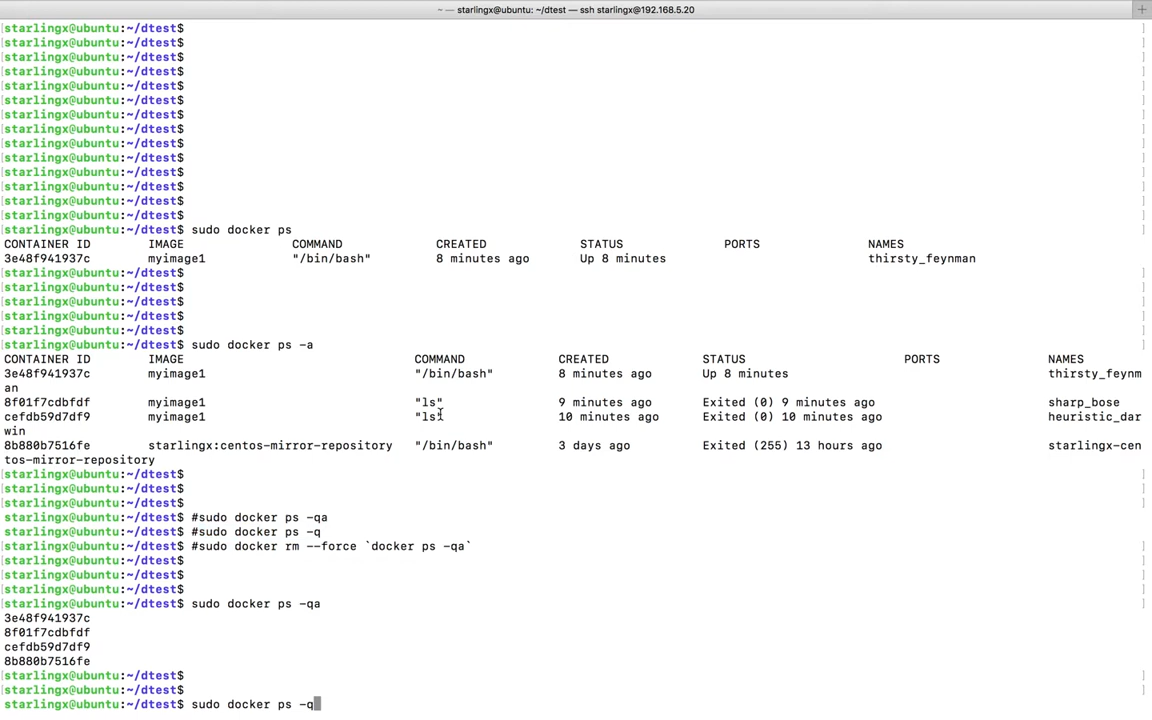 ~ — starlingx@ubuntu: ~/dtest — ssh starlingx@192.168.5.20
starlingx@ubuntu:~/dtest$
starlingx@ubuntu:~/dtest$
starlingx@ubuntu:~/dtest$
starlingx@ubuntu:~/dtest$
starlingx@ubuntu:~/dtest$
starlingx@ubuntu:~/dtest$
starlingx@ubuntu:~/dtest$
starlingx@ubuntu:~/dtest$
starlingx@ubuntu:~/dtest$
starlingx@ubuntu:~/dtest$
starlingx@ubuntu:~/dtest$
starlingx@ubuntu:~/dtest$
starlingx@ubuntu:~/dtest$
starlingx@ubuntu:~/dtest$
starlingx@ubuntu:~/dtest$ sudo docker ps
CONTAINER ID IMAGE COMMAND CREATED STATUS PORTS NAMES
3e48f941937c myimage1 "/bin/bash" 8 minutes ago Up 8 minutes thirsty_feynman
starlingx@ubuntu:~/dtest$
starlingx@ubuntu:~/dtest$
starlingx@ubuntu:~/dtest$
starlingx@ubuntu:~/dtest$
starlingx@ubuntu:~/dtest$
starlingx@ubuntu:~/dtest$ sudo docker ps -a
CONTAINER ID IMAGE COMMAND CREATED STATUS PORTS NAMES
3e48f941937c myimage1 "/bin/bash" 8 minutes ago Up 8 minutes thirsty_feynm
an
8f01f7cdbfdf myimage1 "ls" 9 minutes ago Exited (0) 9 minutes ago sharp_bose
cefdb59d7df9 myimage1 "ls" 10 minutes ago Exited (0) 10 minutes ago heuristic_dar
win
8b880b7516fe starlingx:centos-mirror-repository "/bin/bash" 3 days ago Exited (255) 13 hours ago starlingx-cen
tos-mirror-repository
starlingx@ubuntu:~/dtest$
starlingx@ubuntu:~/dtest$
starlingx@ubuntu:~/dtest$
starlingx@ubuntu:~/dtest$ #sudo docker ps -qa
starlingx@ubuntu:~/dtest$ #sudo docker ps -q
starlingx@ubuntu:~/dtest$ #sudo docker rm --force `docker ps -qa`
starlingx@ubuntu:~/dtest$
starlingx@ubuntu:~/dtest$
starlingx@ubuntu:~/dtest$
starlingx@ubuntu:~/dtest$ sudo docker ps -qa
3e48f941937c
8f01f7cdbfdf
cefdb59d7df9
8b880b7516fe
starlingx@ubuntu:~/dtest$
starlingx@ubuntu:~/dtest$
starlingx@ubuntu:~/dtest$ sudo docker ps -q